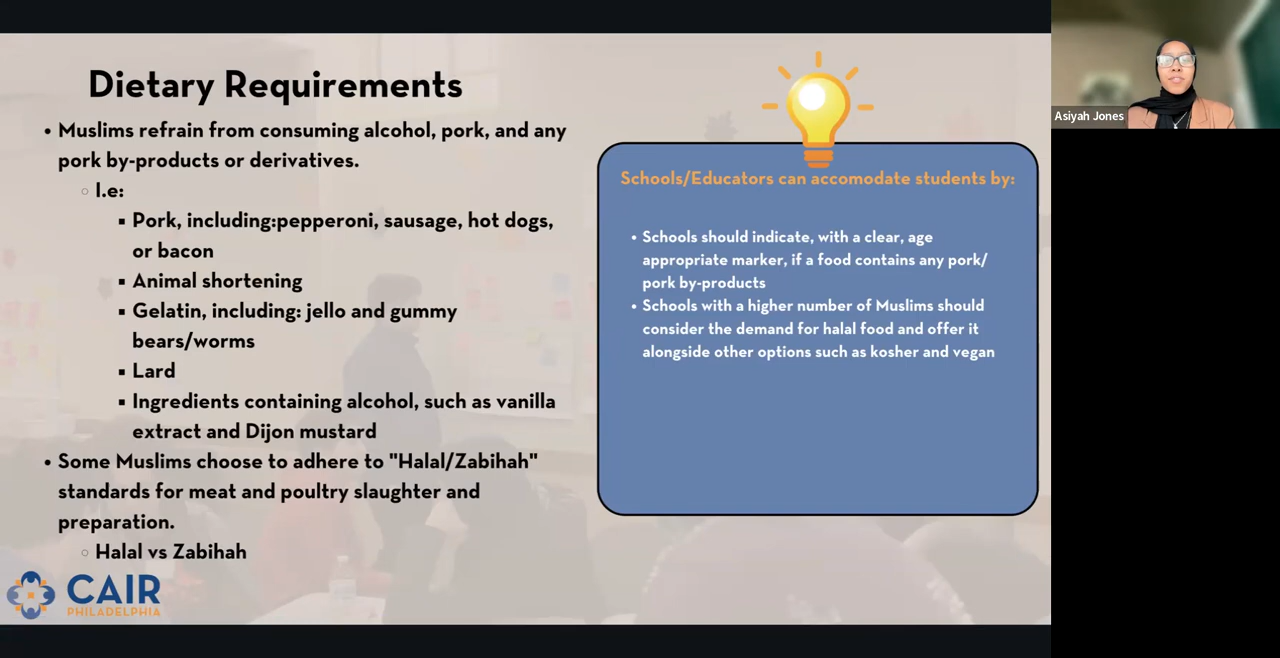 Dietary Requirements
• Muslims refrain from consuming alcohol, pork, and any
pork by-products or derivatives.
○ I.e:
▪ Pork, including:pepperoni, sausage, hot dogs,
or bacon
▪ Animal shortening
▪ Gelatin, including: jello and gummy
bears/worms
▪ Lard
▪ Ingredients containing alcohol, such as vanilla
extract and Dijon mustard
• Some Muslims choose to adhere to "Halal/Zabihah"
standards for meat and poultry slaughter and
preparation.
○ Halal vs Zabihah
CAIR
PHILADELPHIA
Schools/Educators can accomodate students by:
• Schools should indicate, with a clear, age
appropriate marker, if a food contains any pork/
pork by-products
• Schools with a higher number of Muslims should
consider the demand for halal food and offer it
alongside other options such as kosher and vegan
Asiyah Jones